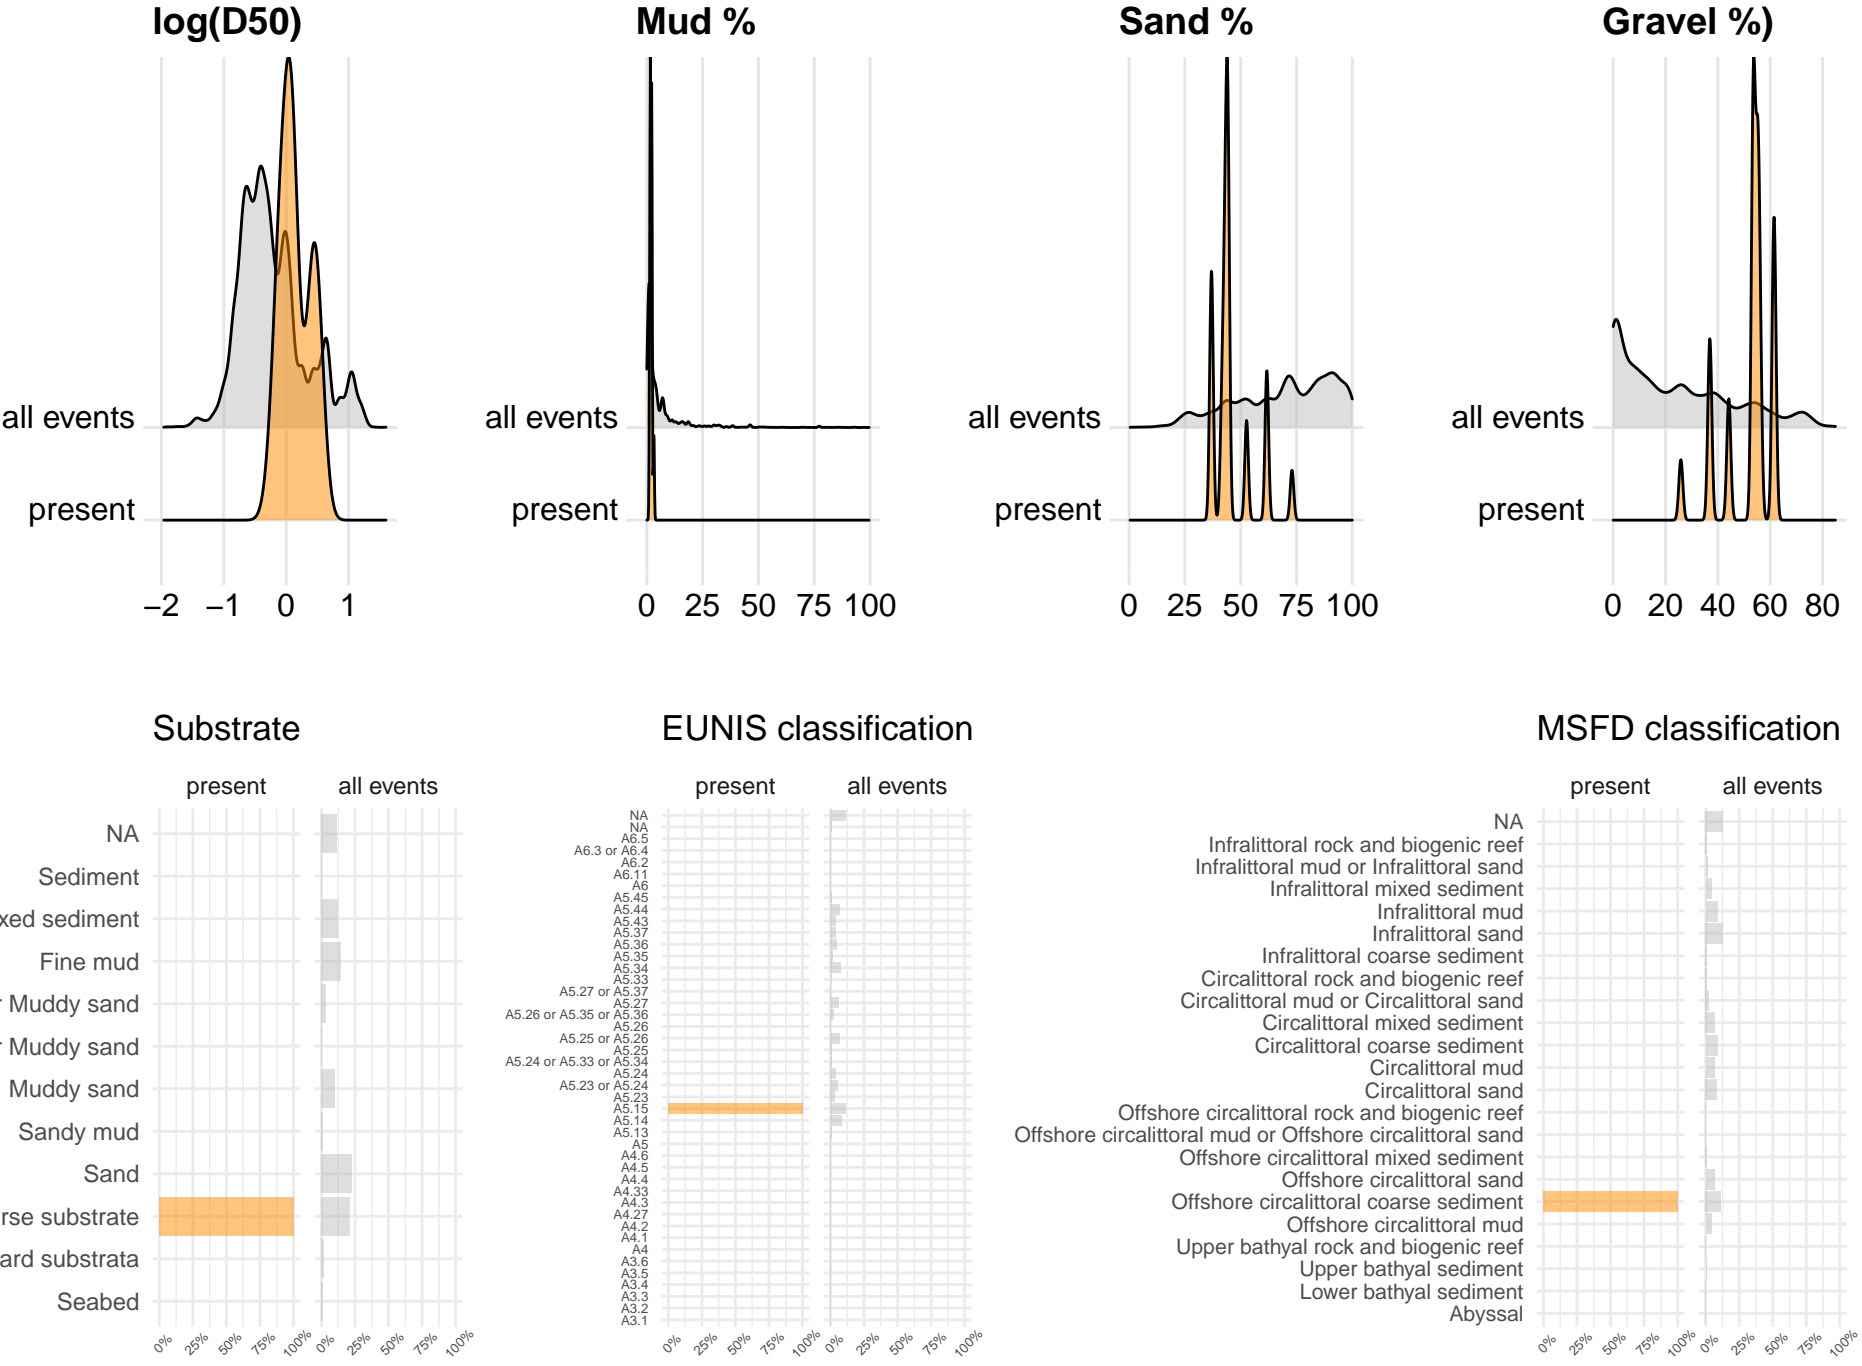 log(D50)
Mud %
Sand %
Gravel %)
all events
present
−2 −1 0 1
all events
present
0 25 50 75 100
all events
present
0 25 50 75 100
all events
present
0 20 40 60 80
Substrate
present all events
NA
Sediment
xed sediment
Fine mud
r Muddy sand
r Muddy sand
Muddy sand
Sandy mud
Sand
rse substrate
ard substrata
Seabed
0% 25% 50% 75% 100% 0% 25% 50% 75% 100%
EUNIS classification
present all events
NA
NA
A6.5
A6.3 or A6.4
A6.2
A6.11
A6
A5.45
A5.44
A5.43
A5.37
A5.36
A5.35
A5.34
A5.33
A5.27 or A5.37
A5.27
A5.26 or A5.35 or A5.36
A5.26
A5.25 or A5.26
A5.25
A5.24 or A5.33 or A5.34
A5.24
A5.23 or A5.24
A5.23
A5.15
A5.14
A5.13
A5
A4.6
A4.5
A4.4
A4.33
A4.3
A4.27
A4.2
A4.1
A4
A3.6
A3.5
A3.4
A3.3
A3.2
A3.1
0% 25% 50% 75% 100% 0% 25% 50% 75% 100%
MSFD classification
present all events
NA
Infralittoral rock and biogenic reef
Infralittoral mud or Infralittoral sand
Infralittoral mixed sediment
Infralittoral mud
Infralittoral sand
Infralittoral coarse sediment
Circalittoral rock and biogenic reef
Circalittoral mud or Circalittoral sand
Circalittoral mixed sediment
Circalittoral coarse sediment
Circalittoral mud
Circalittoral sand
Offshore circalittoral rock and biogenic reef
Offshore circalittoral mud or Offshore circalittoral sand
Offshore circalittoral mixed sediment
Offshore circalittoral sand
Offshore circalittoral coarse sediment
Offshore circalittoral mud
Upper bathyal rock and biogenic reef
Upper bathyal sediment
Lower bathyal sediment
Abyssal
0% 25% 50% 75% 100% 0% 25% 50% 75% 100%